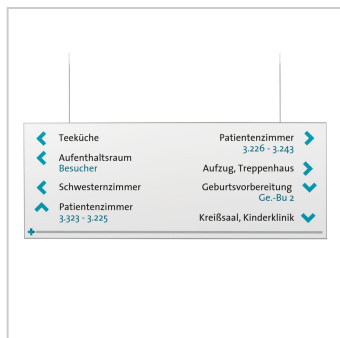 Teeküche
Aufenthaltsraum
Besucher
Schwesternzimmer
Patientenzimmer
3.323 - 3.225
Patientenzimmer
3.226 - 3.243
Aufzug, Treppenhaus
Geburtsvorbereitung
Ge.-Bu 2
Kreißsaal, Kinderklinik